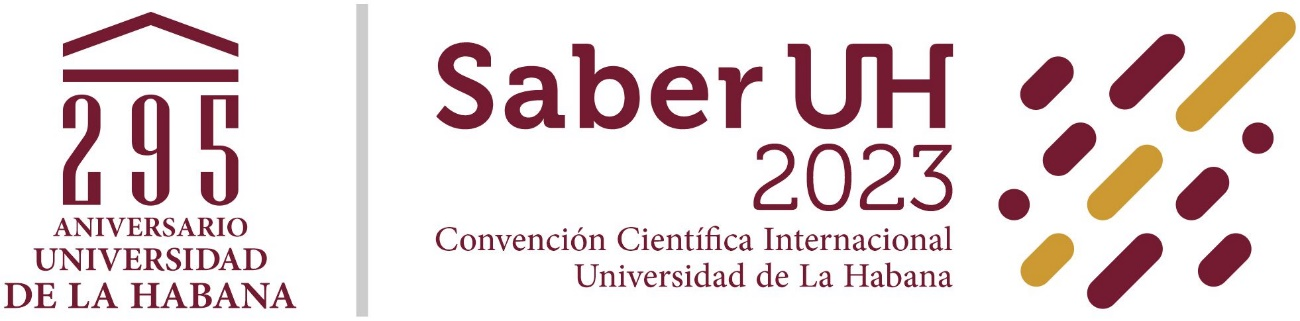 295
ANIVERSARIO
UNIVERSIDAD
DE LA HABANA
Saber UH
2023
Convención Científica Internacional
Universidad de La Habana